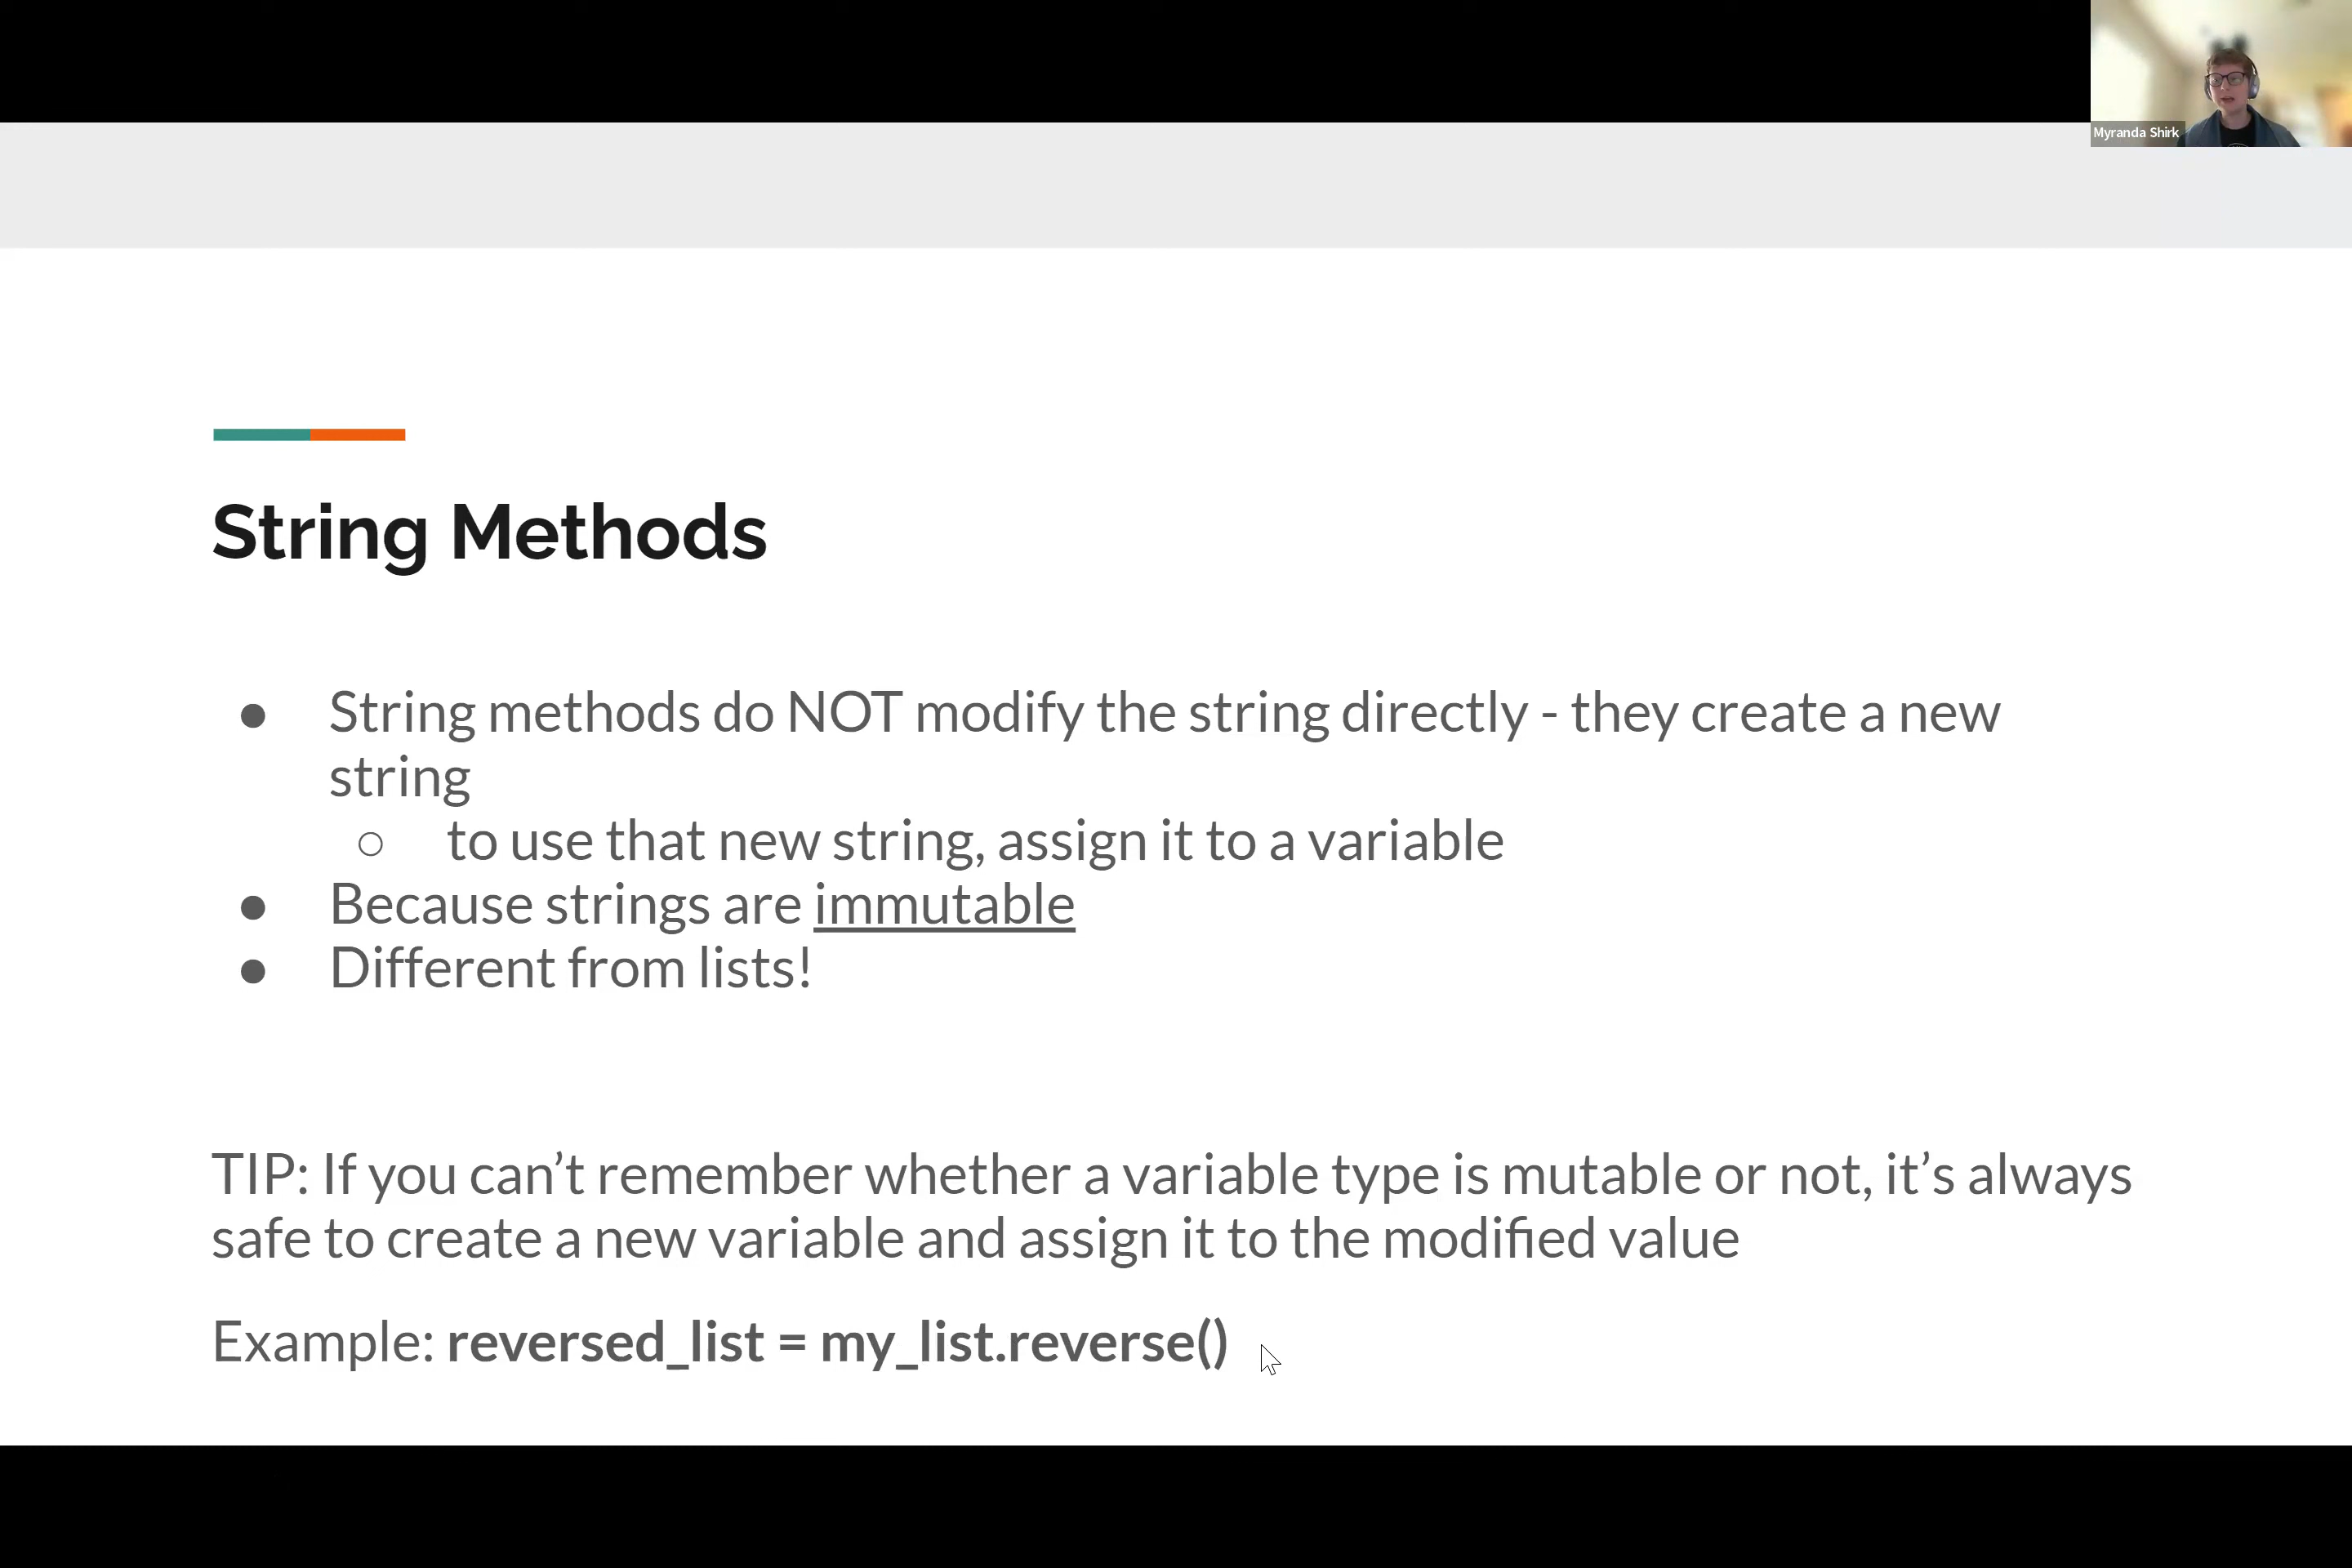 Myranda Shirk
String Methods
● String methods do NOT modify the string directly - they create a new
string
○ to use that new string, assign it to a variable
● Because strings are immutable
● Different from lists!
TIP: If you can’t remember whether a variable type is mutable or not, it’s always
safe to create a new variable and assign it to the modified value
Example: reversed_list = my_list.reverse()